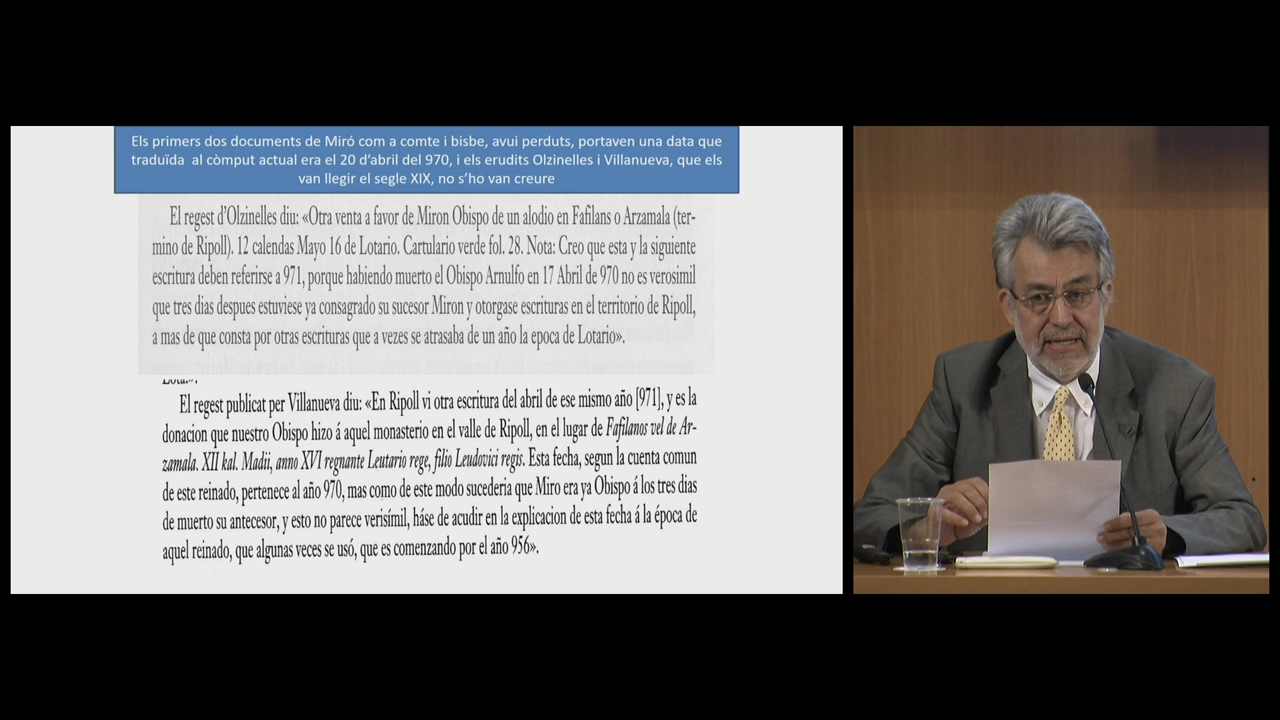 Els primers dos documents de Miró com a comte i bisbe, avui perduts, portaven una data que
traduïda al còmput actual era el 20 d'abril del 970, i els erudits Olzinelles i Villanueva, que els
van llegir el segle XIX, no s'ho van creure
El regest d'Olzinelles diu: «Otra venta a favor de Miron Obispo de un alodio en Fafilans o Arzamala (ter-
mino de Ripoll). 12 calendas Mayo 16 de Lotario. Cartulario verde fol. 28. Nota: Creo que esta y la siguiente
escritura deben referirse a 971, porque habiendo muerto el Obispo Arnulfo en 17 Abril de 970 no es verosimil
que tres dias despues estuviese ya consagrado su sucesor Miron y otorgase escrituras en el territorio de Ripoll,
a mas de que consta por otras escrituras que a vezes se atrasaba de un año la epoca de Lotario».
El regest publicat per Villanueva diu: «En Ripoll vi otra escritura del abril de ese mismo año [971], y es la
donacion que nuestro Obispo hizo á aquel monasterio en el valle de Ripoll, en el lugar de Fafilanos vel de Ar-
zamala. XII kal. Madii, anno XVI regnante Leutario rege, filio Leudovici regis. Esta fecha, segun la cuenta comun
de este reinado, pertenece al año 970, mas como de este modo sucederia que Miro era ya Obispo á los tres dias
de muerto su antecesor, y esto no parece verisímil, háse de acudir en la explicacion de esta fecha á la época de
aquel reinado, que algunas veces se usó, que es comenzando por el año 956».